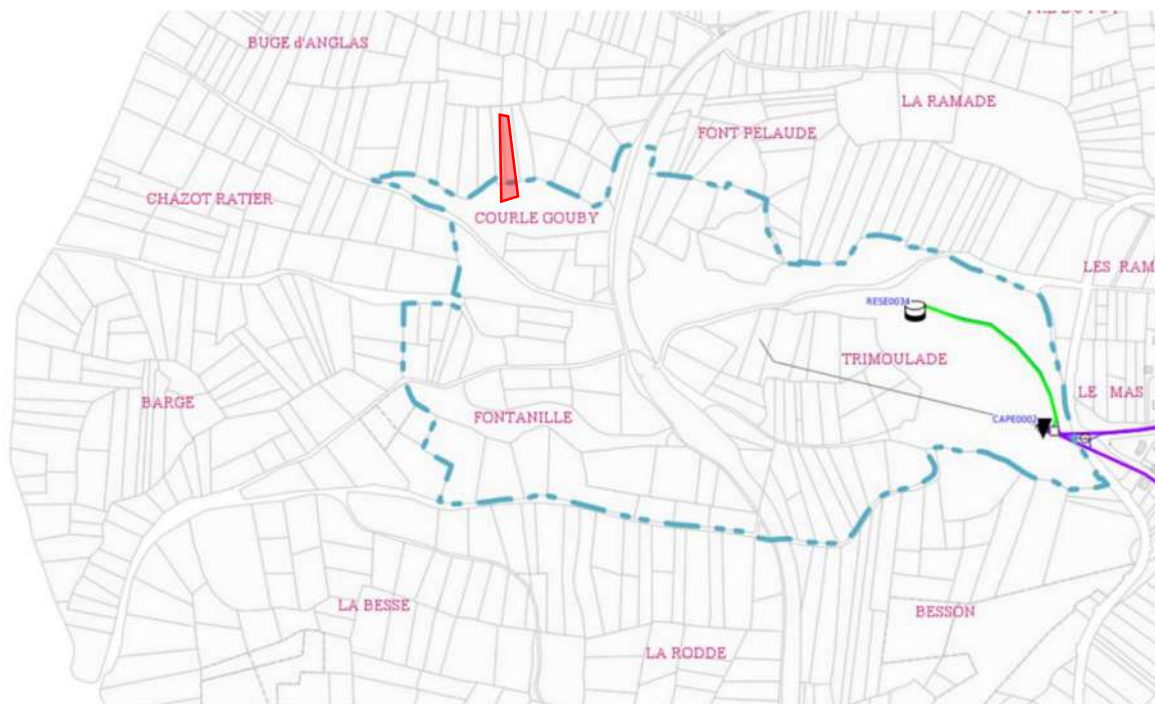 BUGE d'ANGLAS
LA RAMADE
FONT PELAUDE
CHAZOT RATIER
COURLE GOUBY
LES RAM
RESE0034
TRIMOULADE
LE MAS
BARGE
FONTANILLE
CAPE0002
LA BESSE
BESSON
LA RODDE